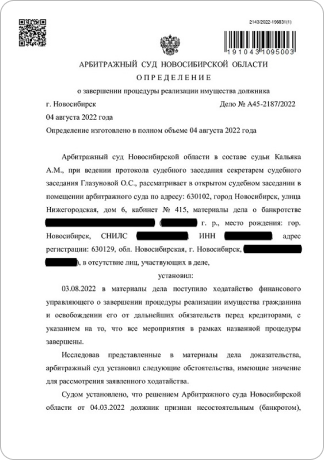 2143/2022-196831(1)
191043 1095003
АРБИТРАЖНЫЙ СУД НОВОСИБИРСКОЙ ОБЛАСТИ
ОПРЕДЕЛЕНИЕ
о завершении процедуры реализации имущества должника
г. Новосибирск Дело № А45-2187/2022
04 августа 2022 года
Определение изготовлено в полном объеме 04 августа 2022 года
Арбитражный суд Новосибирской области в составе судьи Кальяка
А.М., при ведении протокола судебного заседания секретарем судебного
заседания Глазуновой О.С., рассматривает в открытом судебном заседании в
помещении арбитражного суда по адресу: 630102, город Новосибирск, улица
Нижегородская, дом 6, кабинет № 415, материалы дела о банкротстве
г. р., место рождения: гор.
Новосибирск, СНИЛС ИНН адрес
регистрации: 630129, обл. Новосибирская, г. Новосибирск,
), в отсутствие лиц, участвующих в деле,
установил:
03.08.2022 в материалы дела поступило ходатайство финансового
управляющего о завершении процедуры реализации имущества гражданина
и освобождении его от дальнейших обязательств перед кредиторами, с
указанием на то, что все мероприятия в рамках названной процедуры
завершены.
Исследовав представленные в материалы дела доказательства,
арбитражный суд установил следующие обстоятельства, имеющие значение
для рассмотрения заявленного ходатайства.
Судом установлено, что решением Арбитражного суда Новосибирской
области от 04.03.2022 должник признан несостоятельным (банкротом),